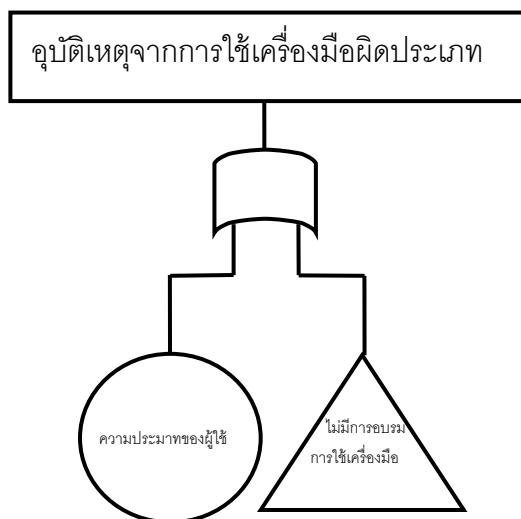 อุบัติเหตุจากการใช้เครื่องมือผิดประเภท
ความประมาทของผู้ใช้
ไม่มีการอบรม
การใช้เครื่องมือ